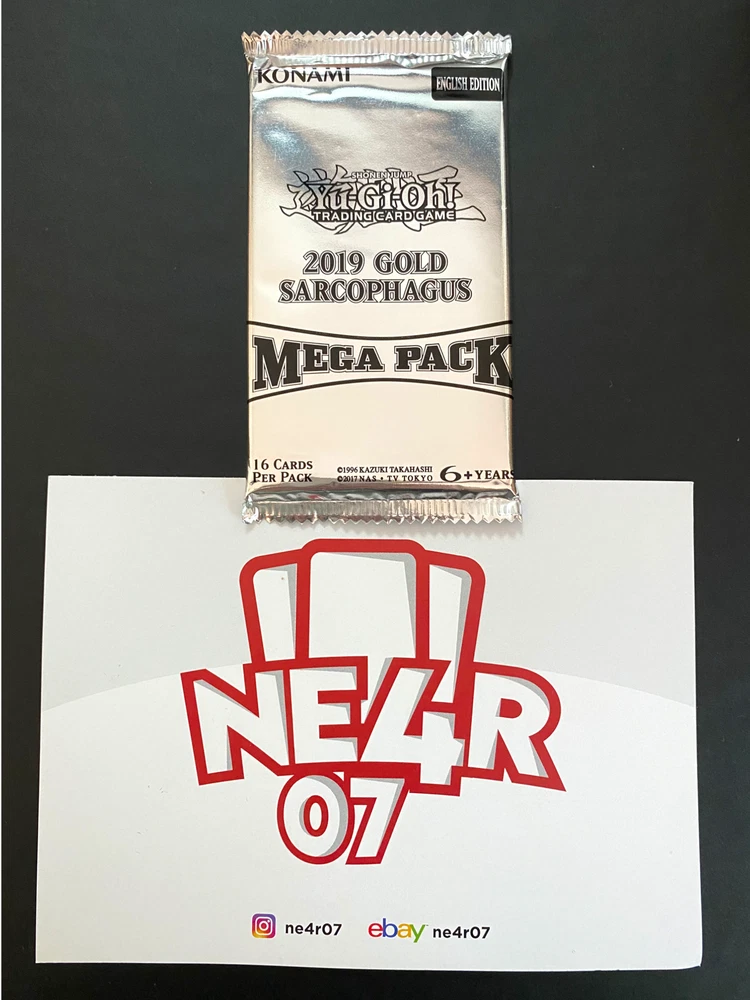 KONAMI
ENGLISH EDITION
SHONEN JUMP
Yu-Gi-Oh!
TRADING CARD GAME
2019 GOLD
SARCOPHAGUS
MEGA PACK
16 CARDS
PER PACK
©1996 KAZUKI TAKAHASHI
©2017 NAS • TV TOKYO
6+YEARS
NE4R
07
ne4r07
ebay ne4r07